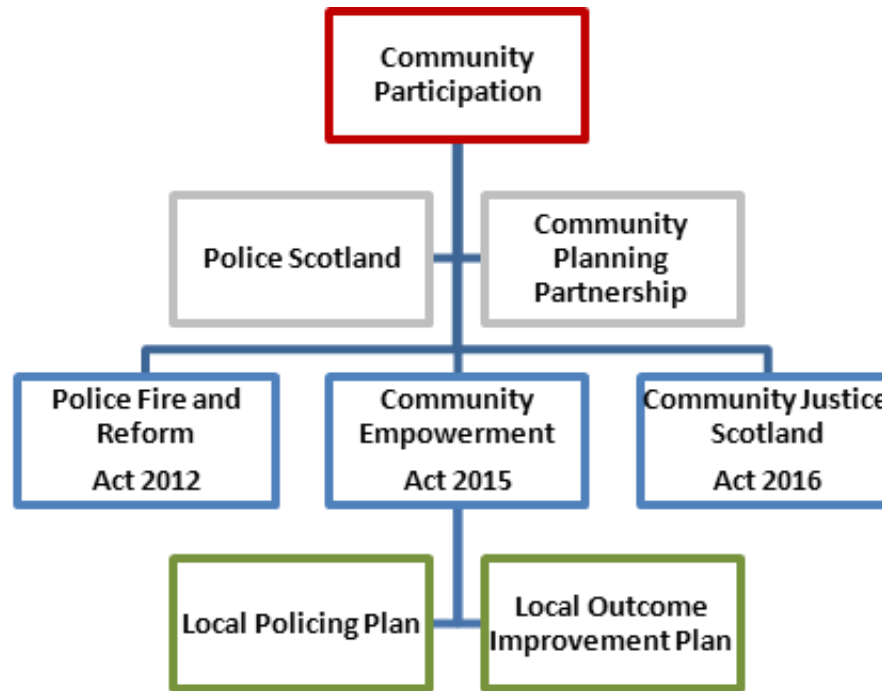 Community
Participation
Police Scotland
Community
Planning
Partnership
Police Fire and
Reform
Act 2012
Community
Empowerment
Act 2015
Community Justice
Scotland
Act 2016
Local Policing Plan
Local Outcome
Improvement Plan